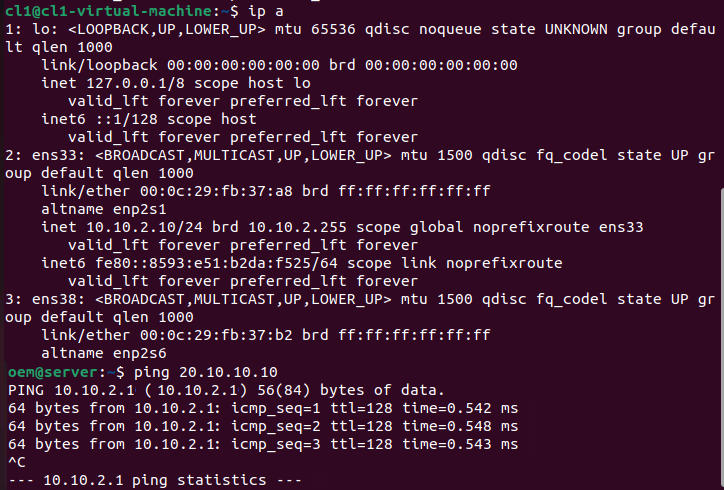 cl1@cl1-virtual-machine:~$ ip a
1: lo: <LOOPBACK,UP,LOWER_UP> mtu 65536 qdisc noqueue state UNKNOWN group defau
lt qlen 1000
    link/loopback 00:00:00:00:00:00 brd 00:00:00:00:00:00
    inet 127.0.0.1/8 scope host lo
       valid_lft forever preferred_lft forever
    inet6 ::1/128 scope host
       valid_lft forever preferred_lft forever
2: ens33: <BROADCAST,MULTICAST,UP,LOWER_UP> mtu 1500 qdisc fq_codel state UP gr
oup default qlen 1000
    link/ether 00:0c:29:fb:37:a8 brd ff:ff:ff:ff:ff:ff
    altname enp2s1
    inet 10.10.2.10/24 brd 10.10.2.255 scope global noprefixroute ens33
       valid_lft forever preferred_lft forever
    inet6 fe80::8593:e51:b2da:f525/64 scope link noprefixroute
       valid_lft forever preferred_lft forever
3: ens38: <BROADCAST,MULTICAST,UP,LOWER_UP> mtu 1500 qdisc fq_codel state UP gr
oup default qlen 1000
    link/ether 00:0c:29:fb:37:b2 brd ff:ff:ff:ff:ff:ff
    altname enp2s6
oem@server:~$ ping 20.10.10.10
PING 10.10.2.1 (10.10.2.1) 56(84) bytes of data.
64 bytes from 10.10.2.1: icmp_seq=1 ttl=128 time=0.542 ms
64 bytes from 10.10.2.1: icmp_seq=2 ttl=128 time=0.548 ms
64 bytes from 10.10.2.1: icmp_seq=3 ttl=128 time=0.543 ms
^C
--- 10.10.2.1 ping statistics ---